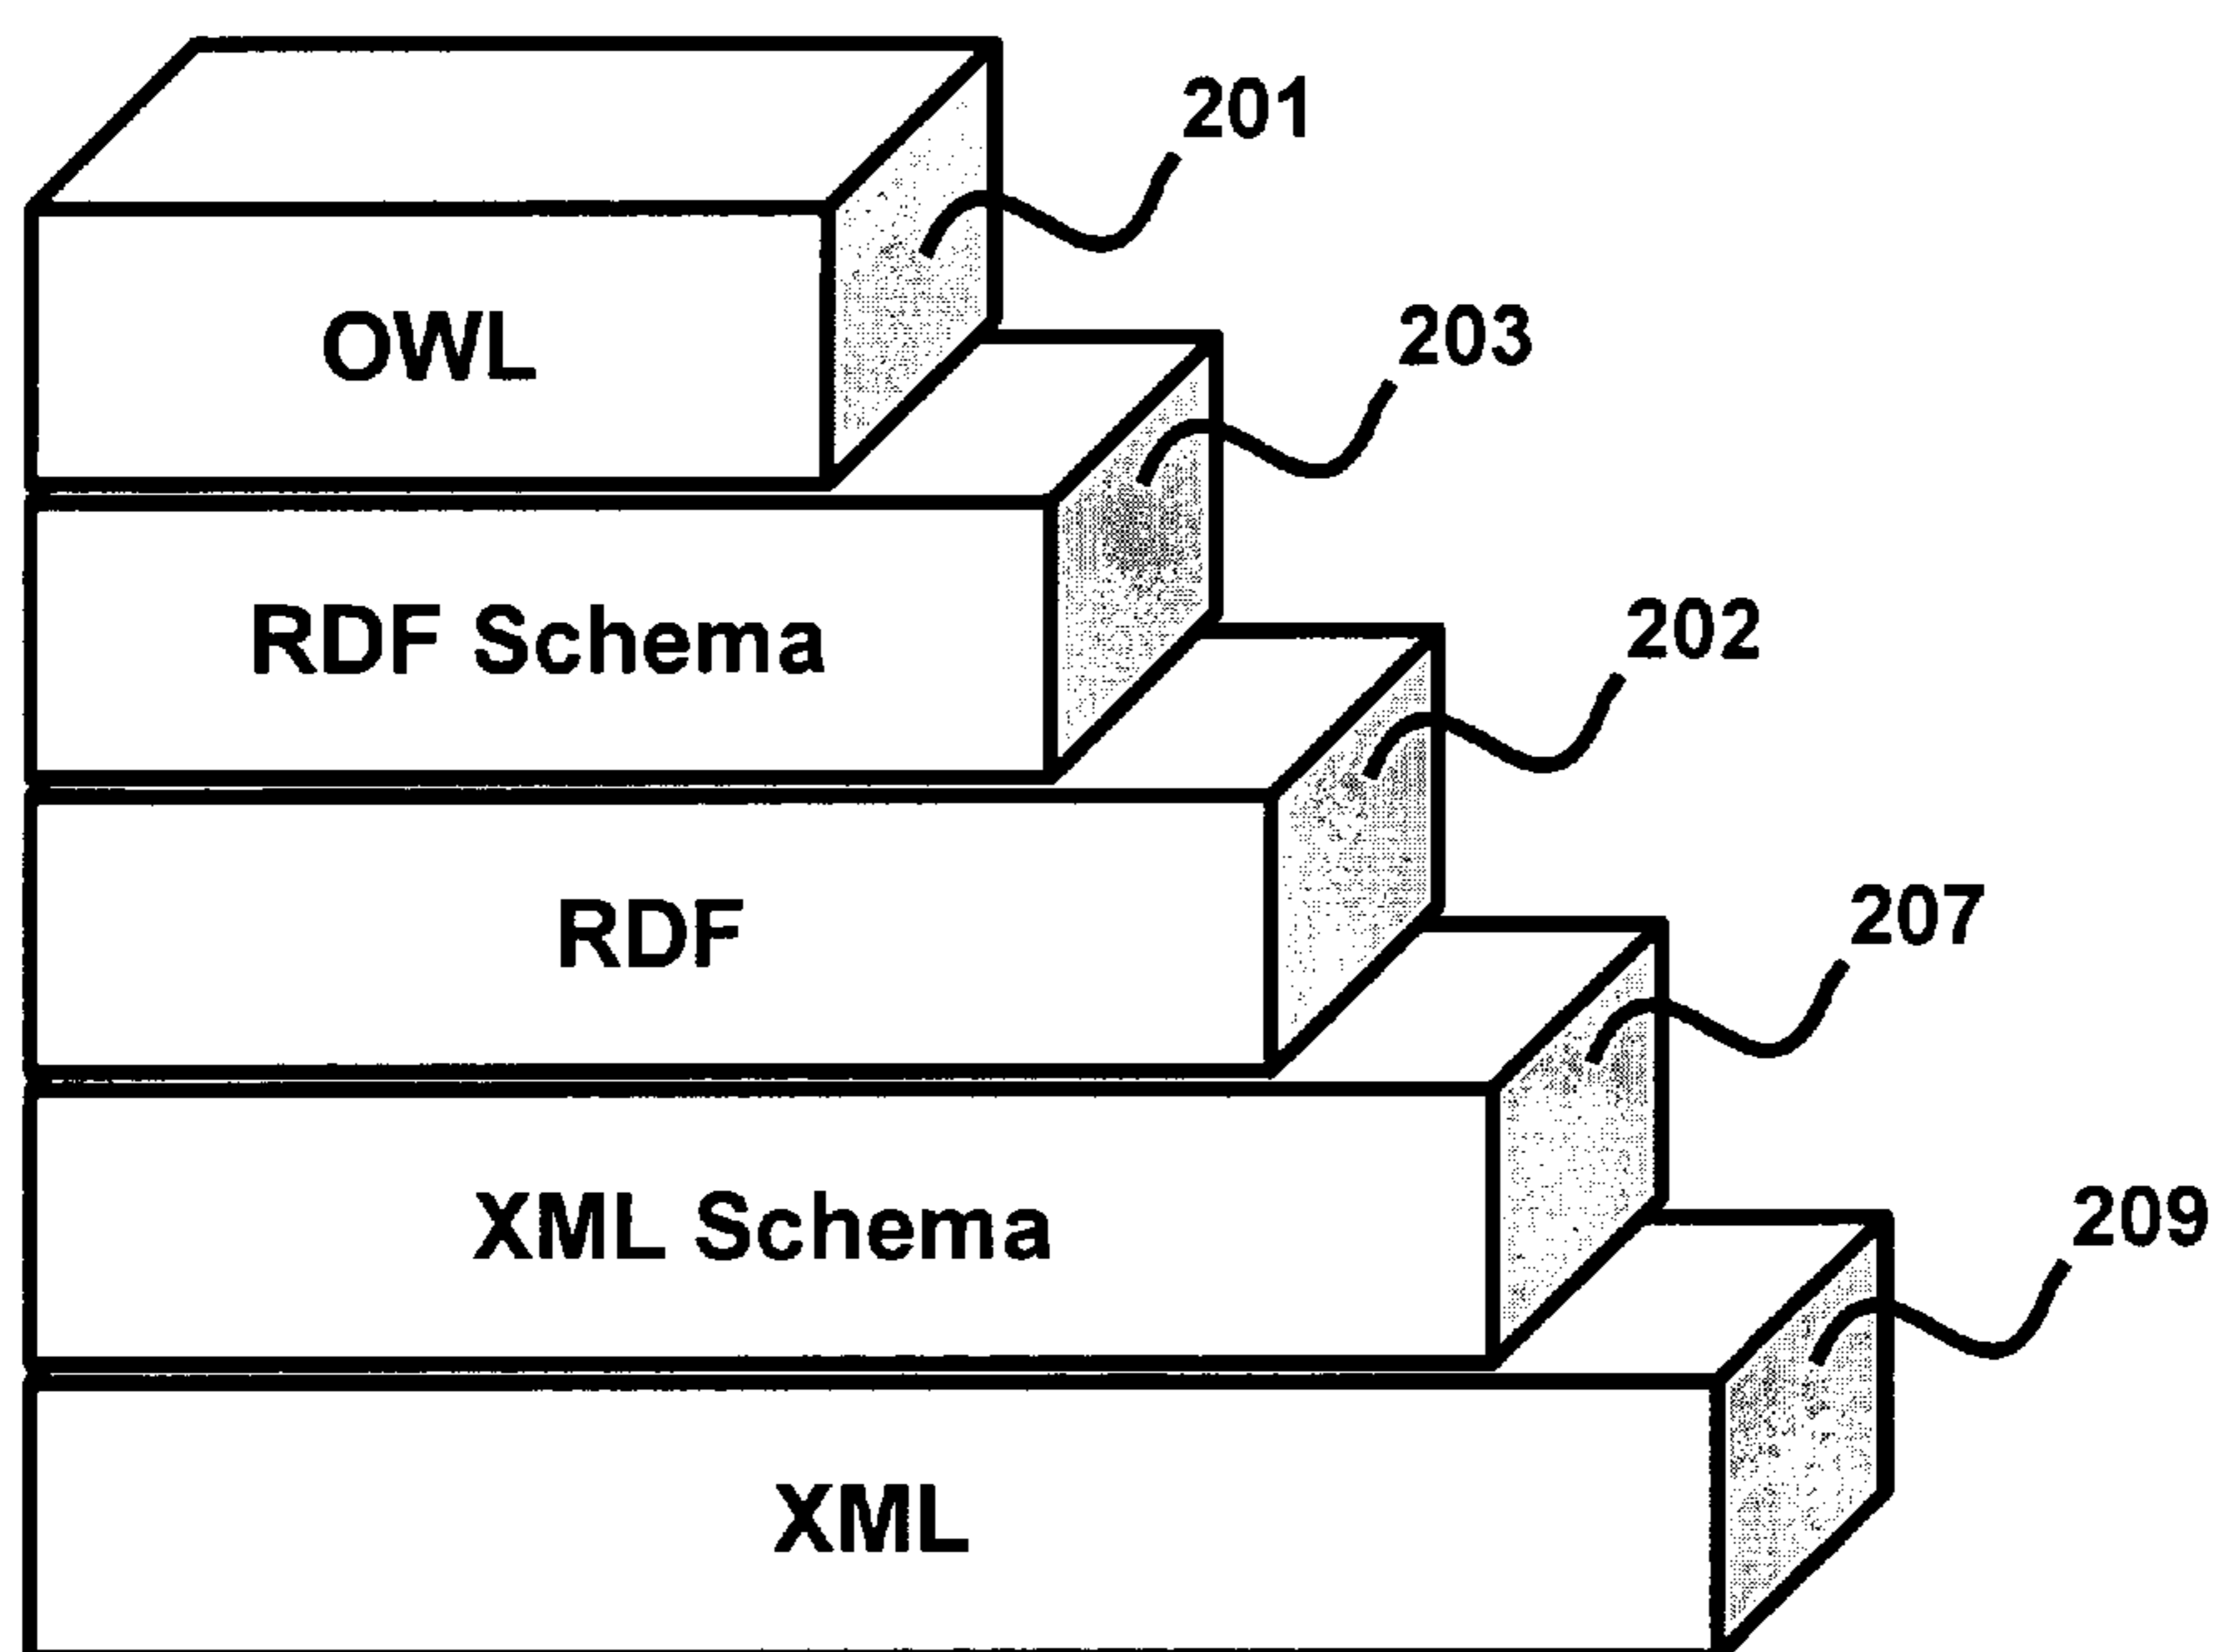 201
OWL
203
RDF Schema
202
RDF
207
XML Schema
209
XML